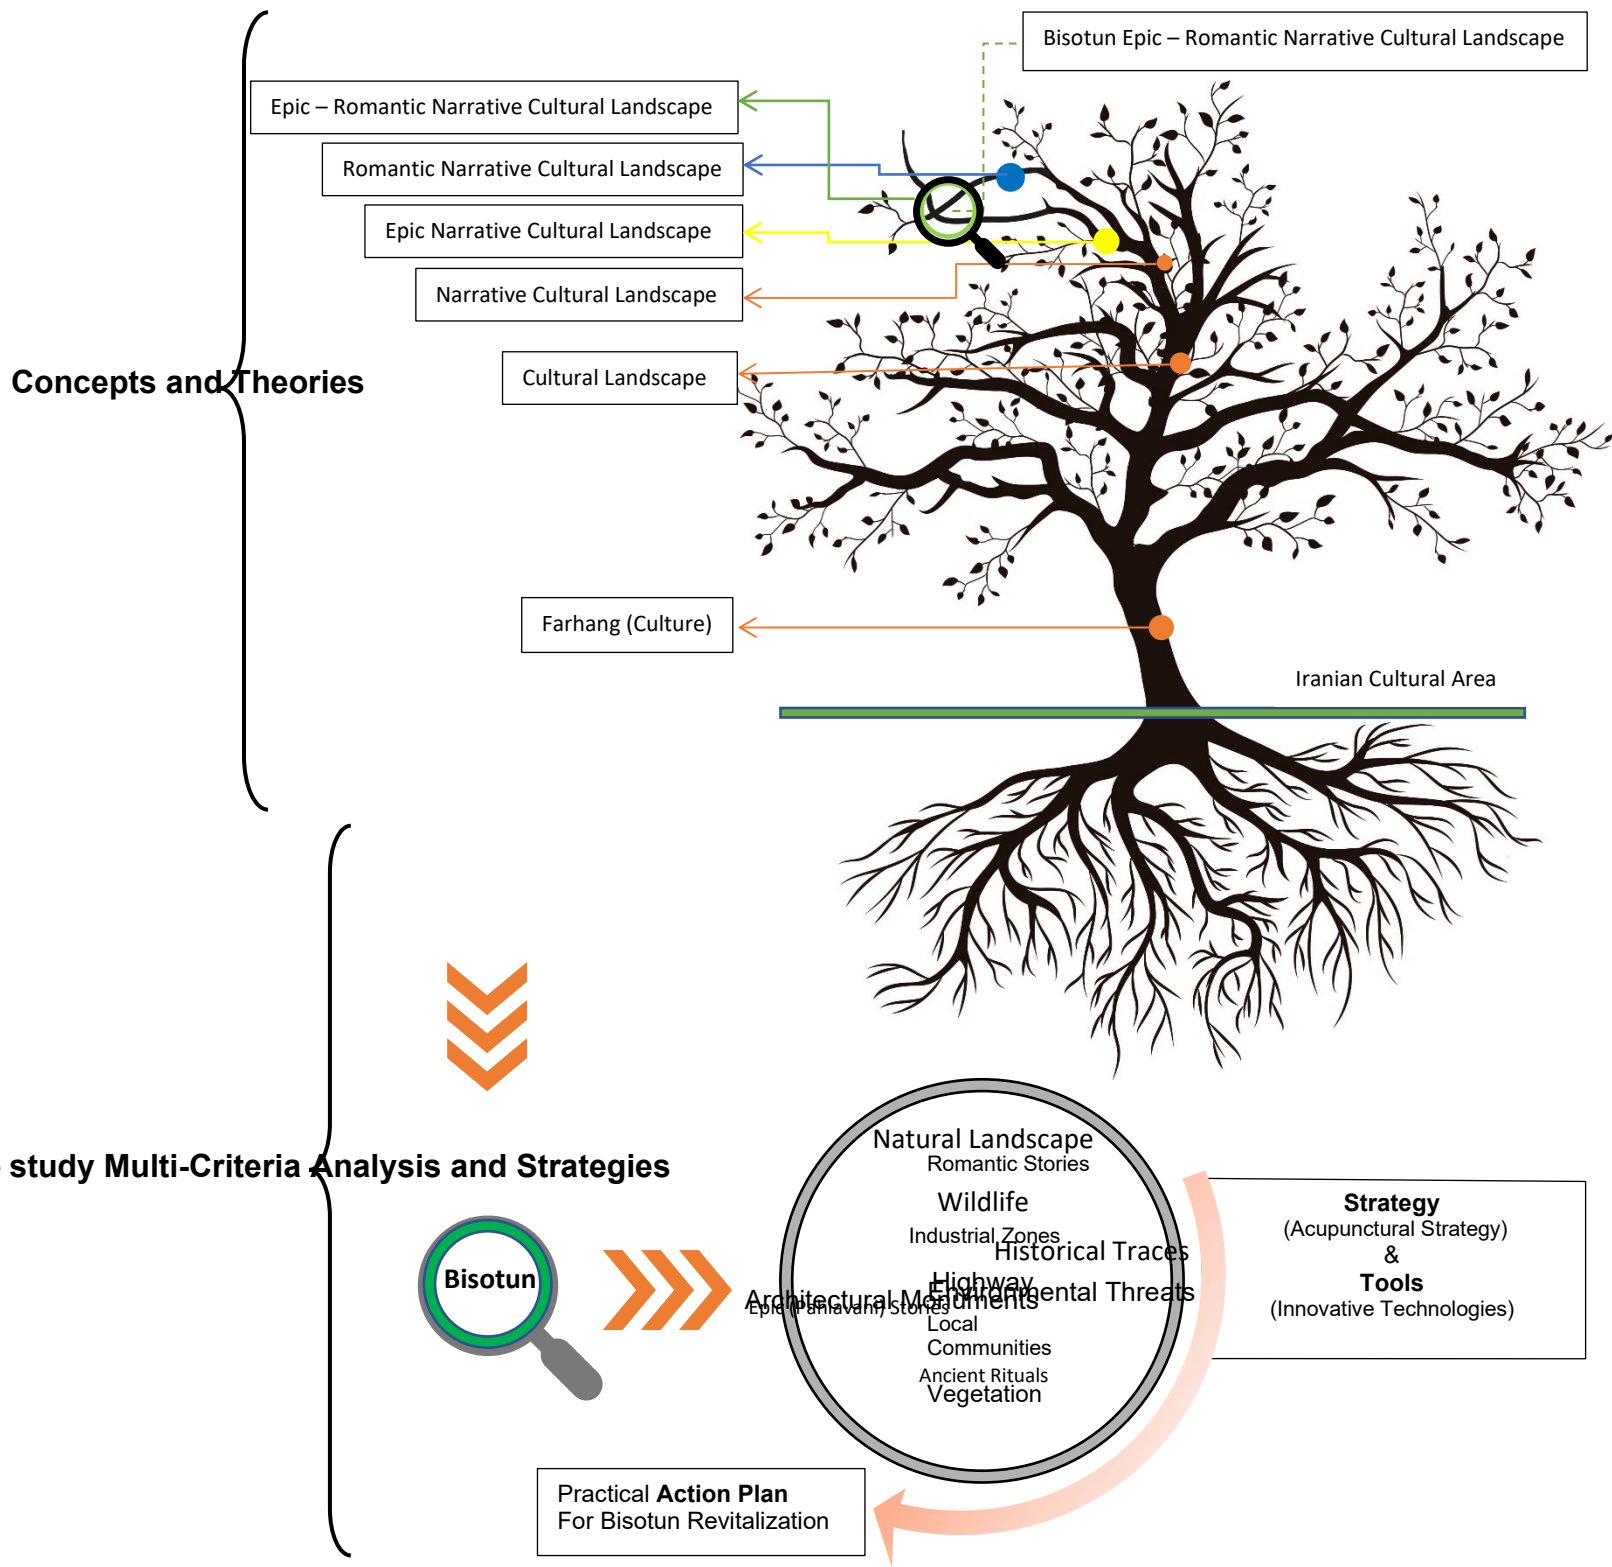 Bisotun Epic – Romantic Narrative Cultural Landscape
Epic – Romantic Narrative Cultural Landscape
Romantic Narrative Cultural Landscape
Epic Narrative Cultural Landscape
Narrative Cultural Landscape
Cultural Landscape
Concepts and Theories
Farhang (Culture)
Iranian Cultural Area
study Multi-Criteria Analysis and Strategies
Bisotun
Natural Landscape
Romantic Stories
Wildlife
Industrial Zones
Historical Traces
Highway
Environmental Threats
Architectural Monuments
Epic (Pahlavani) Stories
Local
Communities
Ancient Rituals
Vegetation
Strategy
(Acupunctural Strategy)
&
Tools
(Innovative Technologies)
Practical Action Plan
For Bisotun Revitalization